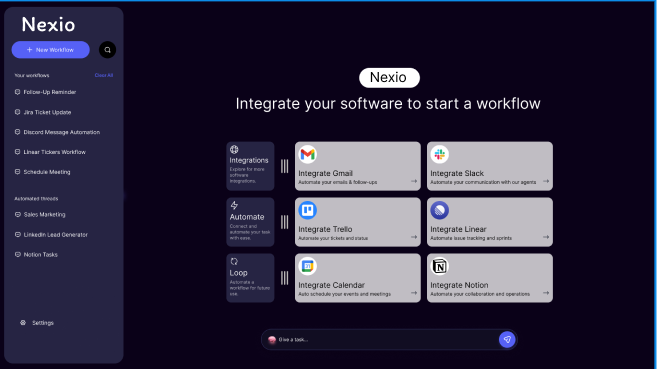 Nexio
+ New Workflow
Your workflows
Clear All
Follow-Up Reminder
Jira Ticket Update
Discord Message Automation
Linear Tickers Workflow
Schedule Meeting
Automated threads
Sales Marketing
LinkedIn Lead Generator
Notion Tasks
Settings
Nexio
Integrate your software to start a workflow
Integrations
Explore for more
software
integrations.
Integrate Gmail
Automate your emails & follow-ups
Integrate Slack
Automate your communication with our agents
Automate
Connect and
automate your task
with ease.
Integrate Trello
Automate your tickets and status
Integrate Linear
Automate issue tracking and sprints
Loop
Automate a
workflow for future
use.
Integrate Calendar
Auto schedule your events and meetings
Integrate Notion
Automate your collaboration and operations
Give a task...